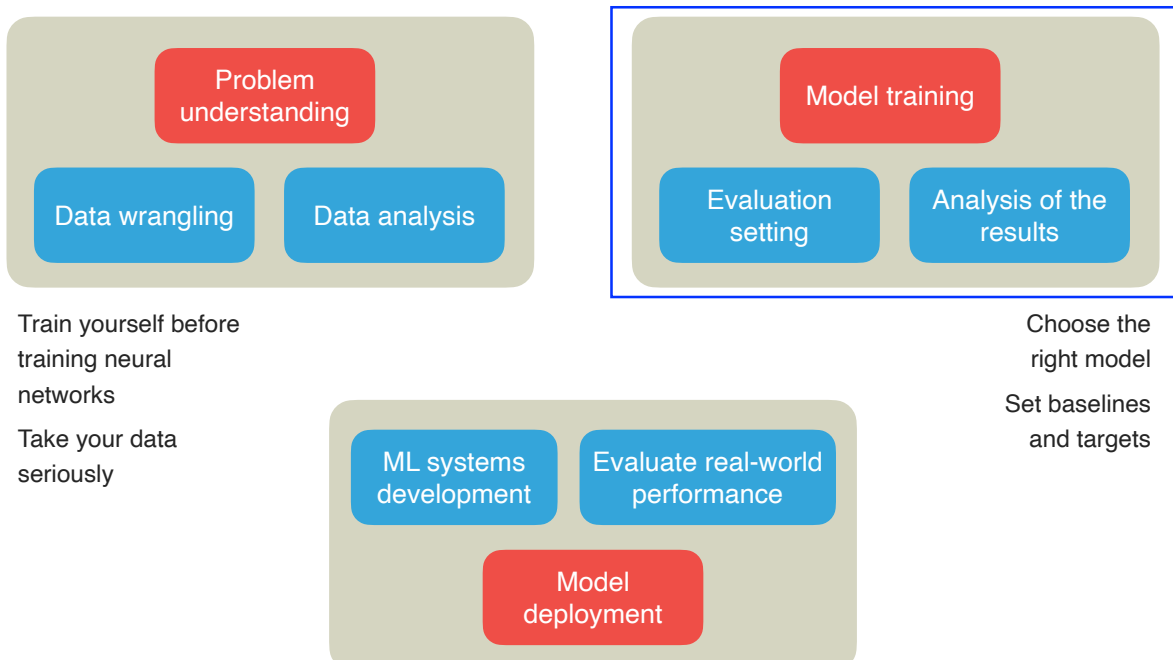 Problem
understanding
Data wrangling
Data analysis
Train yourself before
training neural
networks
Take your data
seriously
Model training
Evaluation
setting
Analysis of the
results
Choose the
right model
Set baselines
and targets
ML systems
development
Evaluate real-world
performance
Model
deployment